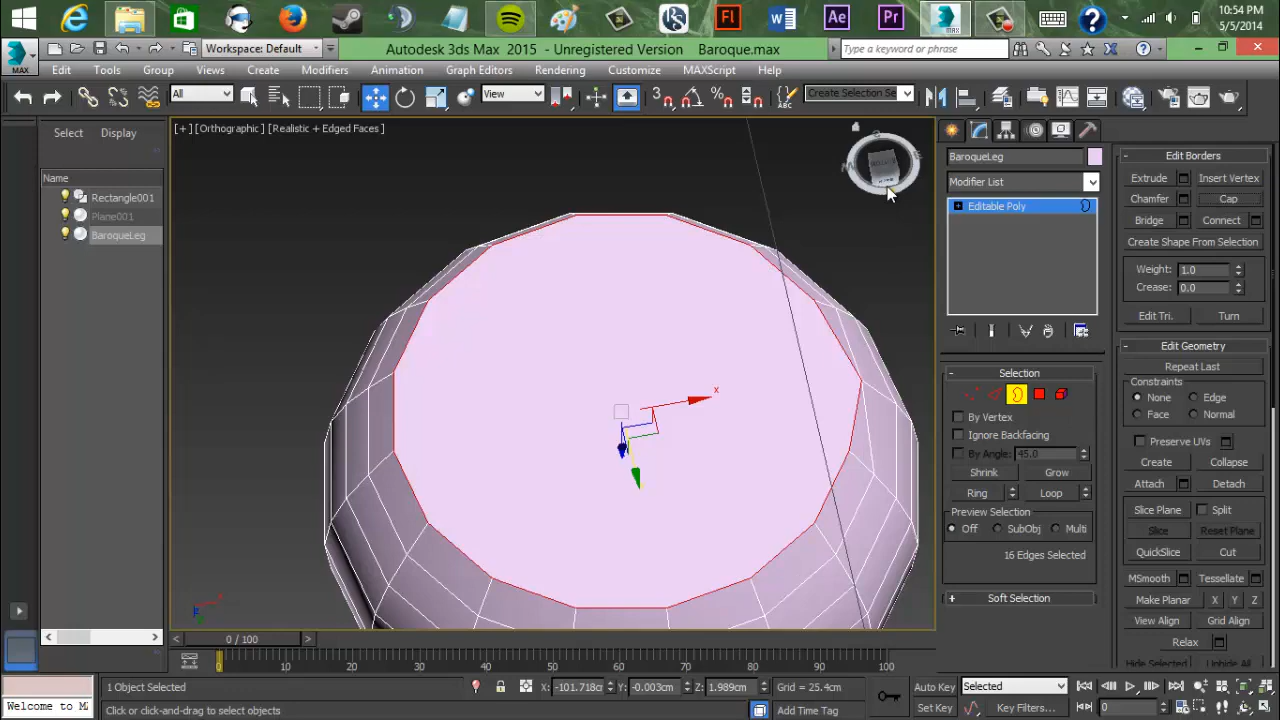 10:54 PM
5/5/2014
Workspace: Default
Autodesk 3ds Max 2015 - Unregistered Version Baroque.max
Type a keyword or phrase
MAX
Edit Tools Group Views Create Modifiers Animation Graph Editors Rendering Customize MAXScript Help
All
View
Create Selection Se
Select Display
[+] [Orthographic] [Realistic + Edged Faces]
Name
Rectangle001
Plane001
BaroqueLeg
x
BaroqueLeg
Modifier List
Editable Poly
Selection
By Vertex
Ignore Backfacing
By Angle: 45.0
Shrink Grow
Ring Loop
Preview Selection
Off SubObj Multi
16 Edges Selected
Soft Selection
Edit Borders
Extrude Insert Vertex
Chamfer Cap
Bridge Connect
Create Shape From Selection
Weight: 1.0
Crease: 0.0
Edit Tri. Turn
Edit Geometry
Repeat Last
Constraints
None Edge
Face Normal
Preserve UVs
Create Collapse
Attach Detach
Slice Plane Split
Slice Reset Plane
QuickSlice Cut
MSmooth Tessellate
Make Planar X Y Z
View Align Grid Align
Relax
Hide Selected Unhide All
0 / 100
0 10 20 30 40 50 60 70 80 90 100
1 Object Selected
X: -101.718c Y: -0.003cm Z: 1.989cm Grid = 25.4cm
Auto Key Selected
Welcome to M
Click or click-and-drag to select objects
Add Time Tag
Set Key Key Filters... 0